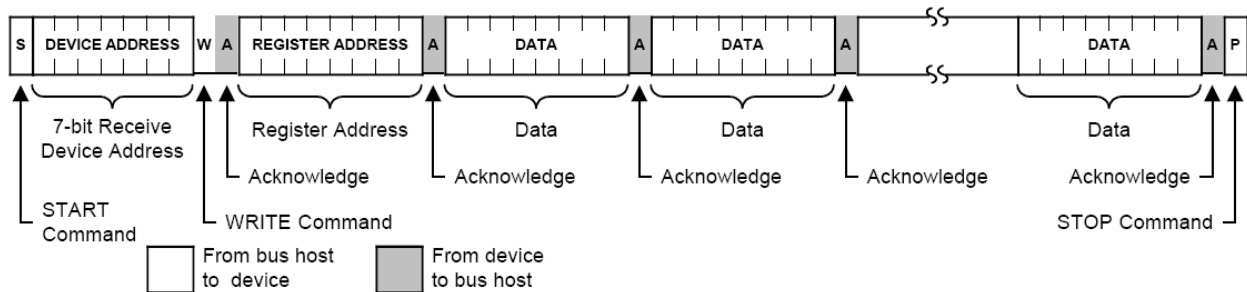 S DEVICE ADDRESS W A REGISTER ADDRESS A DATA A DATA A DATA A P
7-bit Receive
Device Address
Register Address
Data
Data
Data
Acknowledge
Acknowledge
Acknowledge
Acknowledge
Acknowledge
START
Command
WRITE Command
STOP Command
From bus host
to device
From device
to bus host